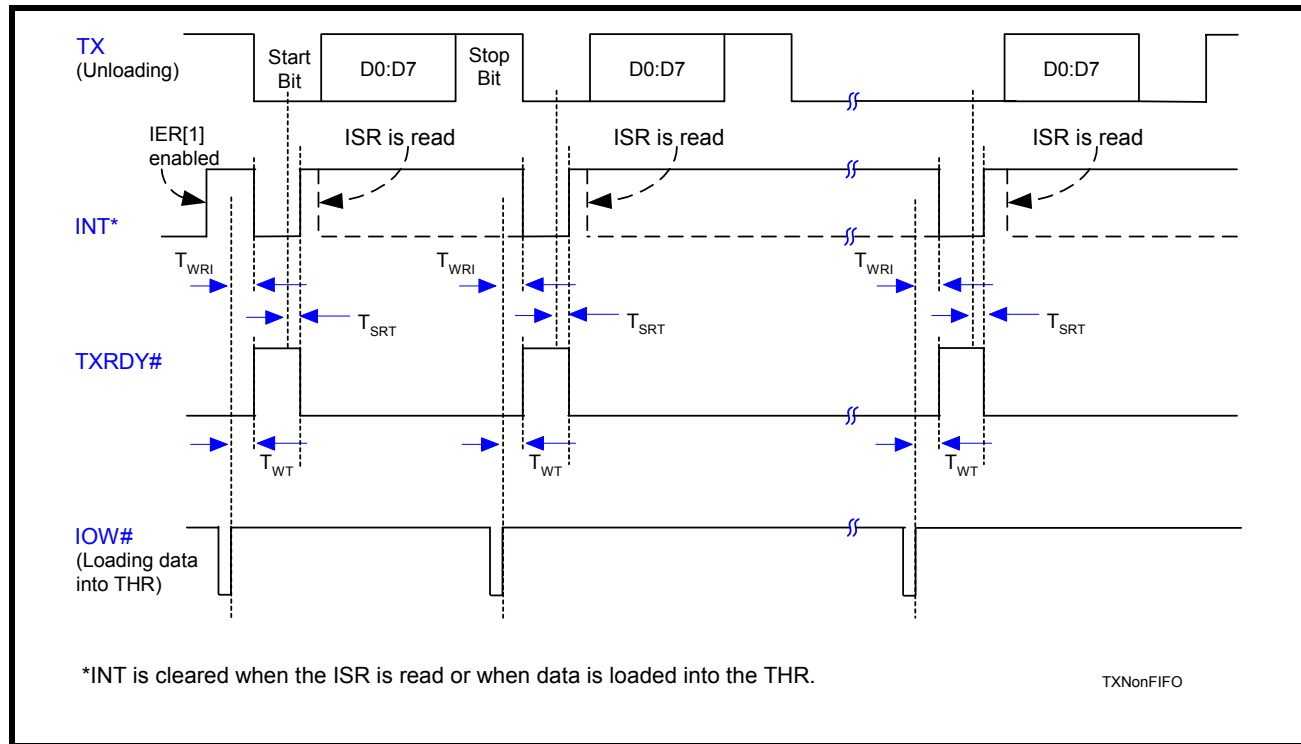 TX
(Unloading)
Start
Bit
D0:D7
Stop
Bit
D0:D7
D0:D7
IER[1]
enabled
ISR is read
ISR is read
ISR is read
INT*
TWRI
TWRI
TWRI
TSRT
TSRT
TSRT
TXRDY#
TWT
TWT
TWT
IOW#
(Loading data
into THR)
*INT is cleared when the ISR is read or when data is loaded into the THR.
TXNonFIFO